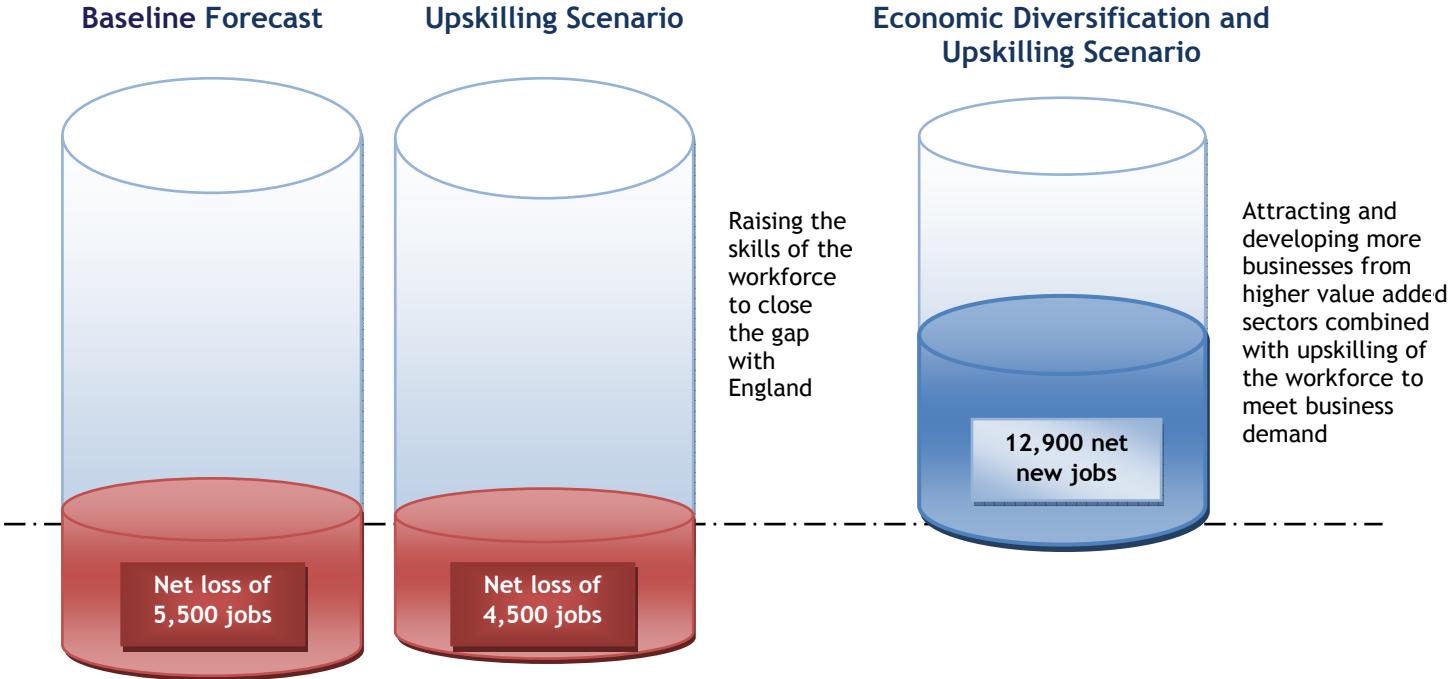 Baseline Forecast
Upskilling Scenario
Economic Diversification and
Upskilling Scenario
Net loss of
5,500 jobs
Net loss of
4,500 jobs
Raising the
skills of the
workforce
to close
the gap
with
England
12,900 net
new jobs
Attracting and
developing more
businesses from
higher value added
sectors combined
with upskilling of
the workforce to
meet business
demand